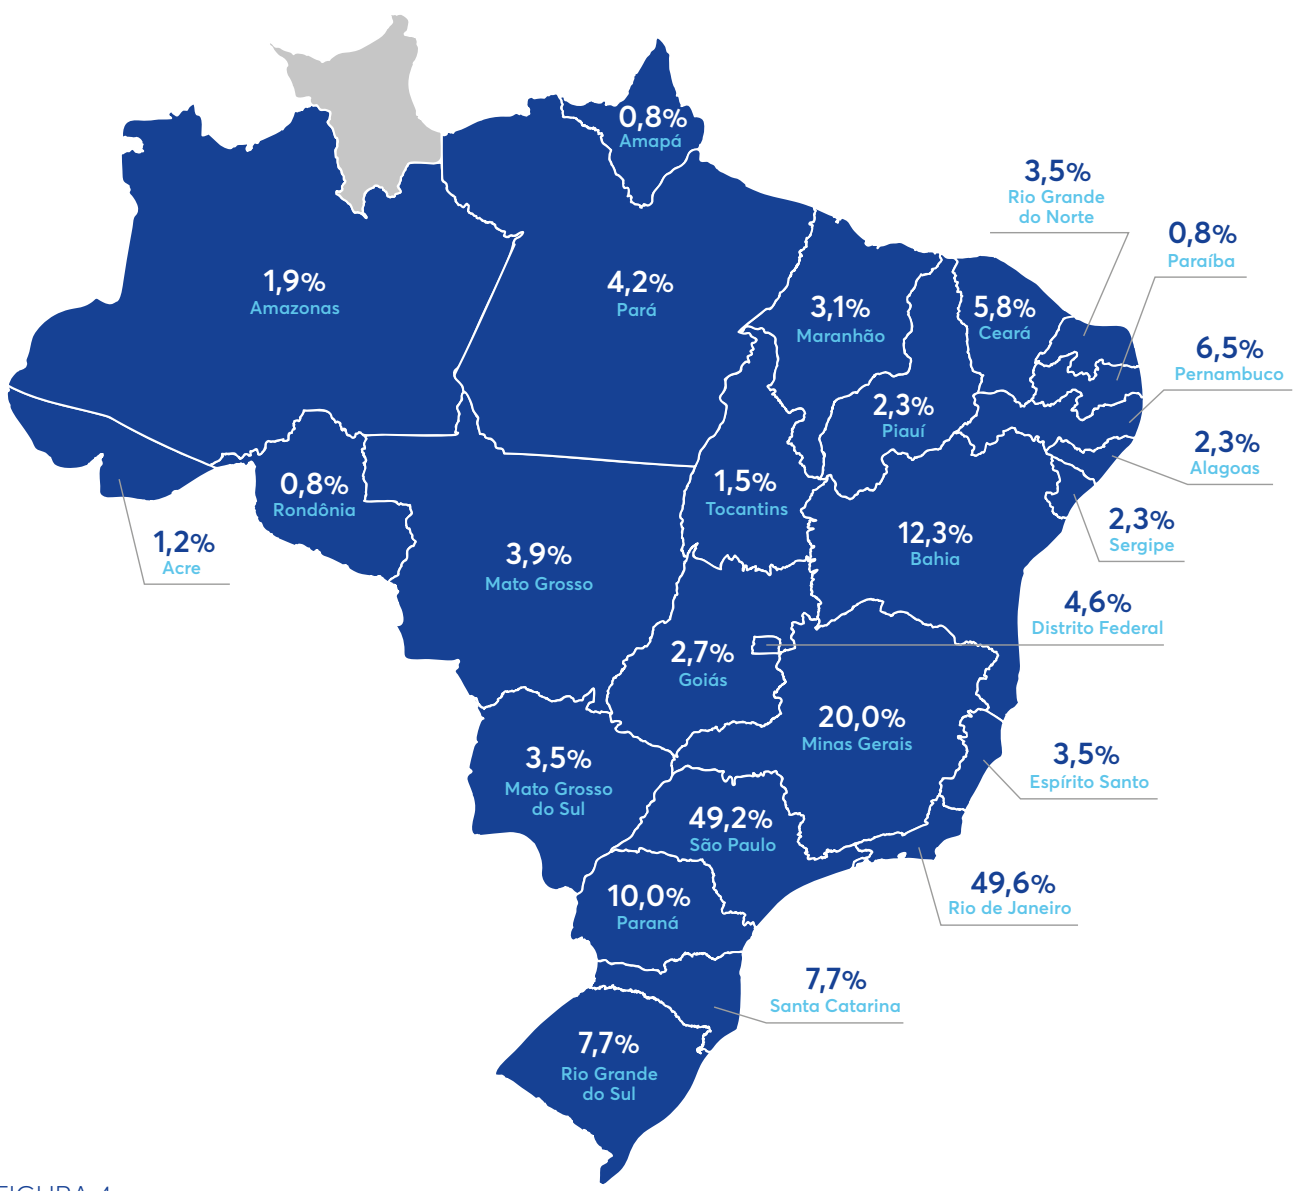 0,8%
Amapá
3,5%
Rio Grande
do Norte
0,8%
Paraíba
1,9%
Amazonas
4,2%
Pará
3,1%
Maranhão
5,8%
Ceará
6,5%
Pernambuco
2,3%
Piauí
2,3%
Alagoas
0,8%
Rondônia
1,5%
Tocantins
12,3%
Bahia
2,3%
Sergipe
1,2%
Acre
3,9%
Mato Grosso
4,6%
Distrito Federal
2,7%
Goiás
20,0%
Minas Gerais
3,5%
Mato Grosso
do Sul
3,5%
Espírito Santo
49,2%
São Paulo
10,0%
Paraná
49,6%
Rio de Janeiro
7,7%
Santa Catarina
7,7%
Rio Grande
do Sul
FIGURA 4